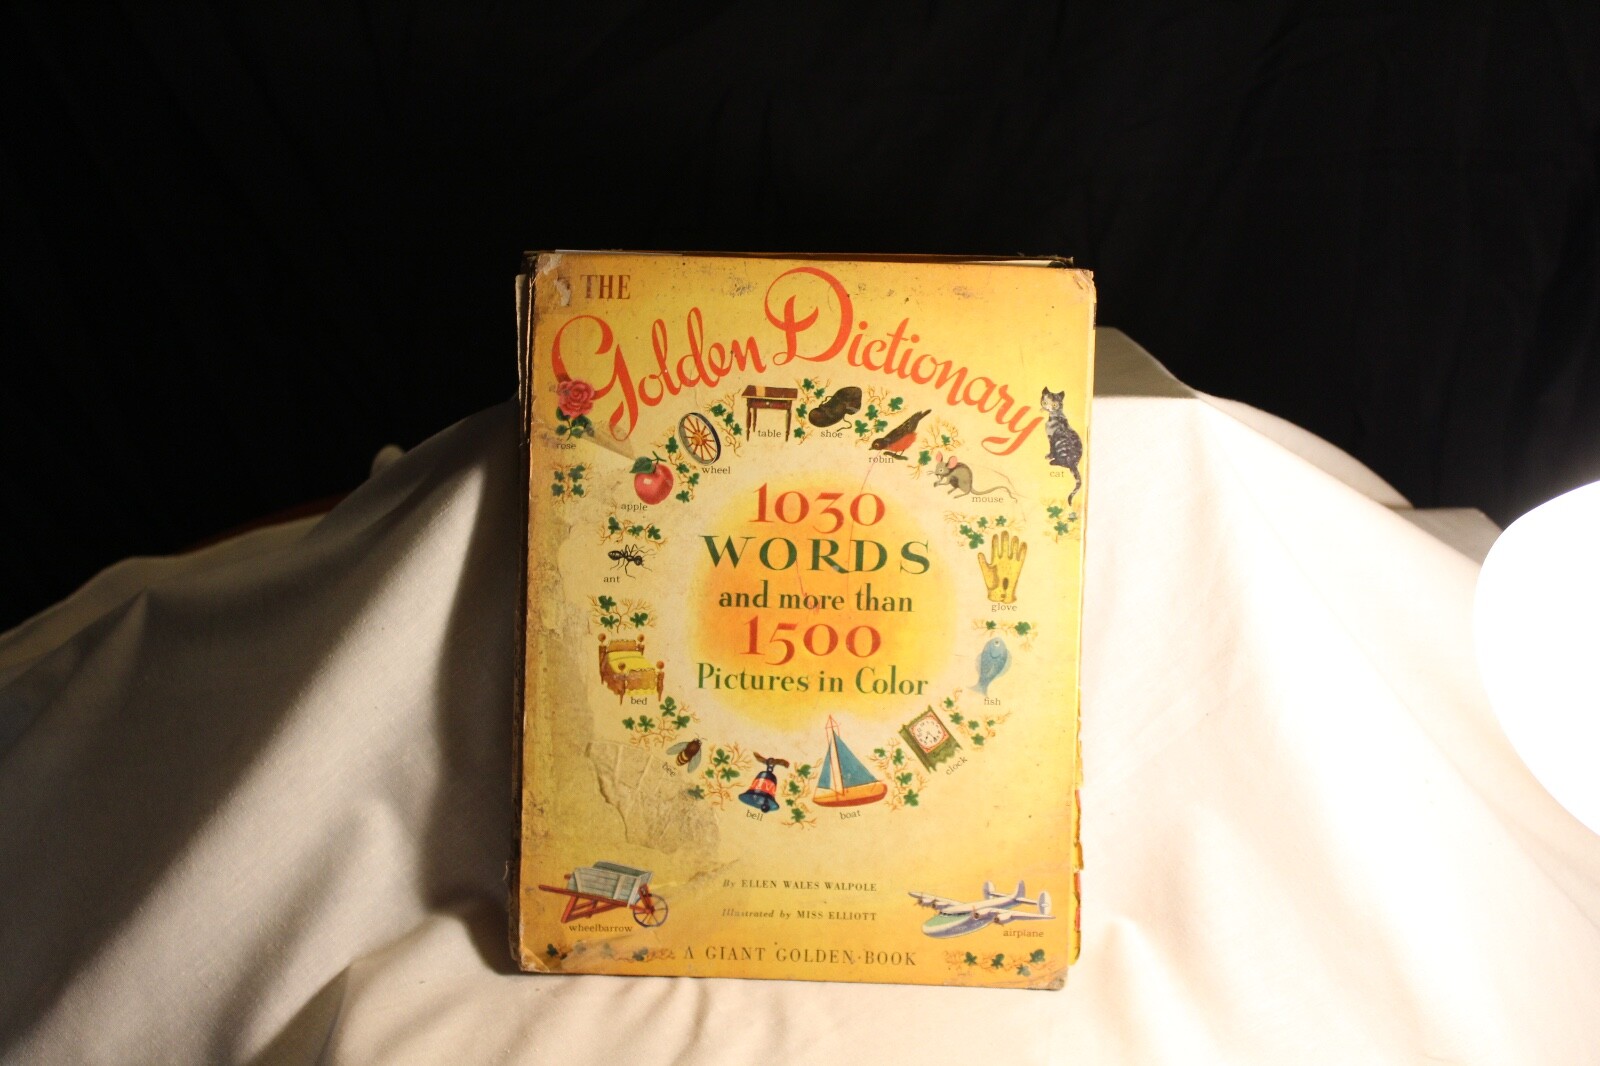 THE
Golden Dictionary
rose
wheel
table
shoe
robin
mouse
cat
apple
1030
WORDS
and more than
1500
Pictures in Color
ant
glove
bed
fish
bee
bell
boat
clock
By ELLEN WALES WALPOLE
Illustrated by MISS ELLIOTT
wheelbarrow
airplane
A GIANT GOLDEN BOOK